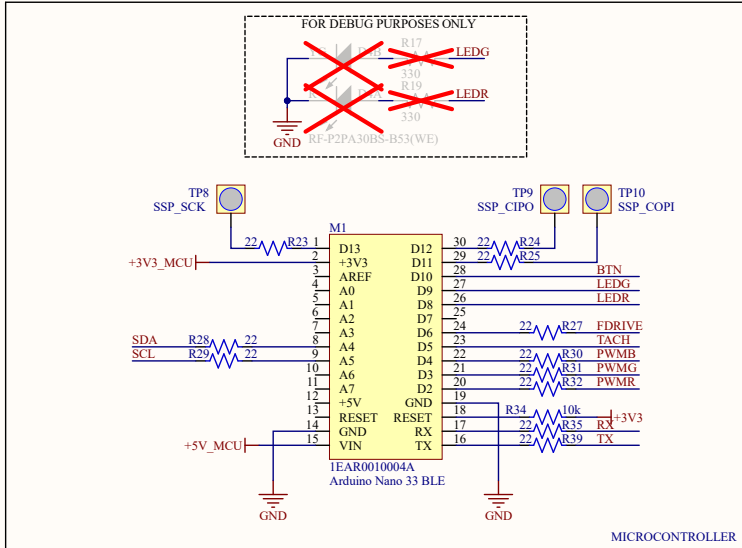 FOR DEBUG PURPOSES ONLY
R17
LEDG
330
R19
LEDR
330
GND
RF-P2PA30BS-B53(WE)
TP8
SSP_SCK
TP9
SSP_CIPO
TP10
SSP_COPI
M1
22 R23 1 D13 D12 30 22 R24
+3V3_MCU 2 +3V3 D11 29 22 R25
3 AREF D10 28 BTN
4 A0 D9 27 LEDG
5 A1 D8 26 LEDR
6 A2 D7 25
7 A3 D6 24 22 R27 FDRIVE
SDA R28 22 8 A4 D5 23 TACH
SCL R29 22 9 A5 D4 22 22 R30 PWMB
10 A6 D3 21 22 R31 PWMG
11 A7 D2 20 22 R32 PWMR
12 +5V GND 19
13 RESET RESET 18 R34 10k +3V3
14 GND RX 17 22 R35 RX
+5V_MCU 15 VIN TX 16 22 R39 TX
1EAR0010004A
Arduino Nano 33 BLE
GND
GND
MICROCONTROLLER